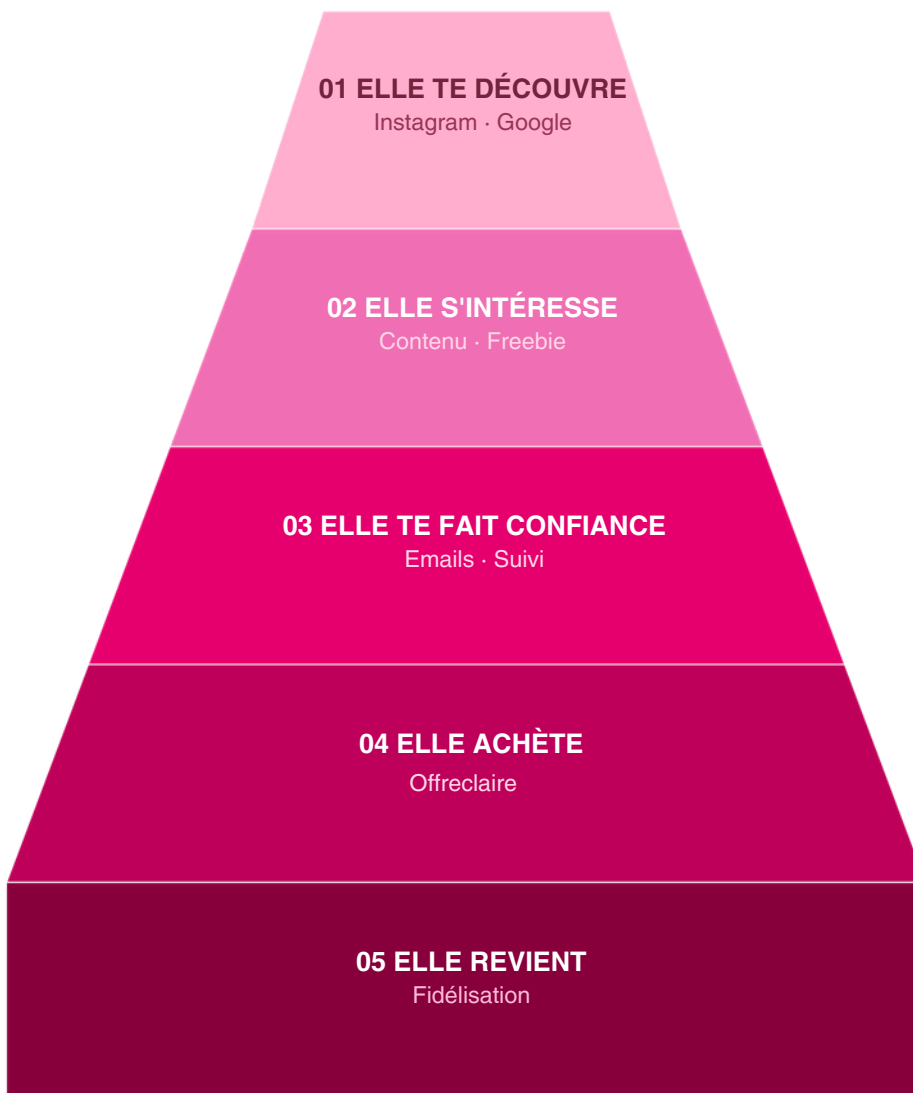 01 ELLE TE DÉCOUVRE
Instagram · Google
02 ELLE S'INTÉRESSE
Contenu · Freebie
03 ELLE TE FAIT CONFIANCE
Emails · Suivi
04 ELLE ACHÈTE
Offreclaire
05 ELLE REVIENT
Fidélisation